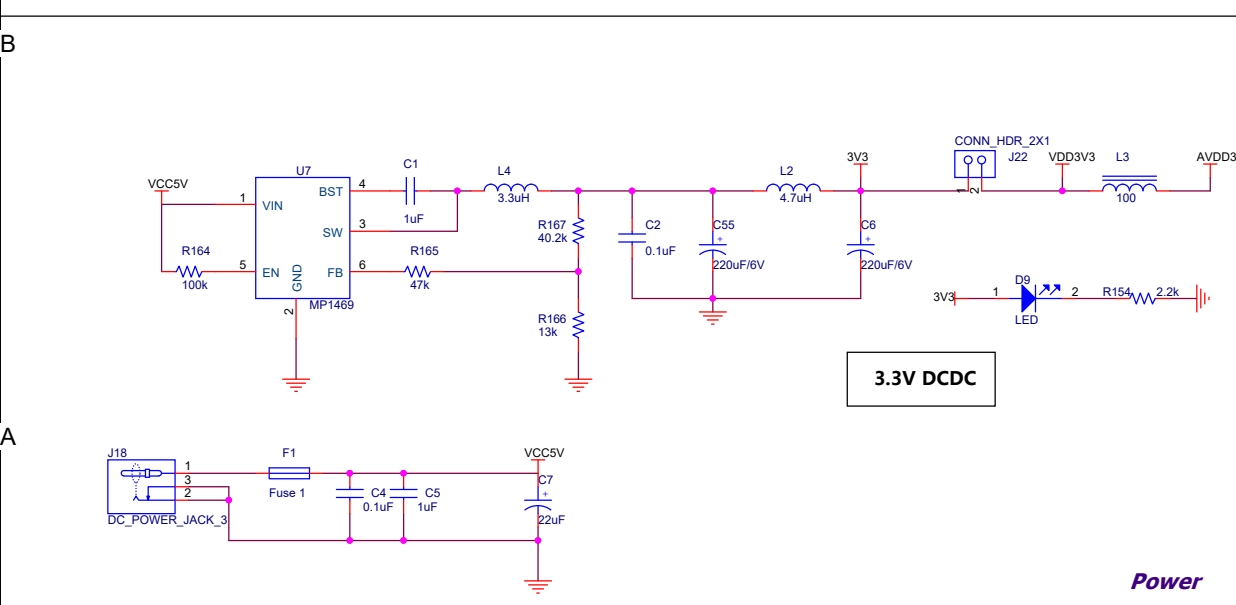 B
CONN_HDR_2X1
J22
VDD3V3
L3
AVDD3
100
1
2
3V3
L2
4.7uH
U7
C1
1uF
L4
3.3uH
VCC5V
1
VIN
BST
4
SW
3
R167
40.2k
C2
0.1uF
C55
+
220uF/6V
C6
+
220uF/6V
R164
100k
5
EN
GND
FB
6
R165
47k
MP1469
2
R166
13k
3V3
1
D9
2
LED
R154
2.2k
3.3V DCDC
A
J18
1
3
2
DC_POWER_JACK_3
F1
Fuse 1
C4
0.1uF
C5
1uF
VCC5V
C7
+
22uF
Power